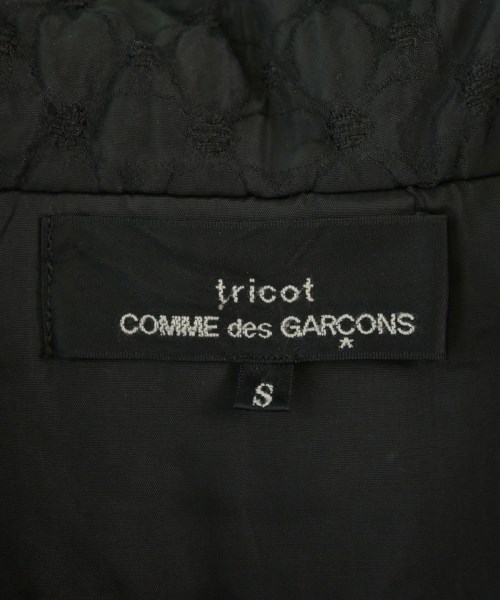 tricot
COMME des GARÇONS
*
S